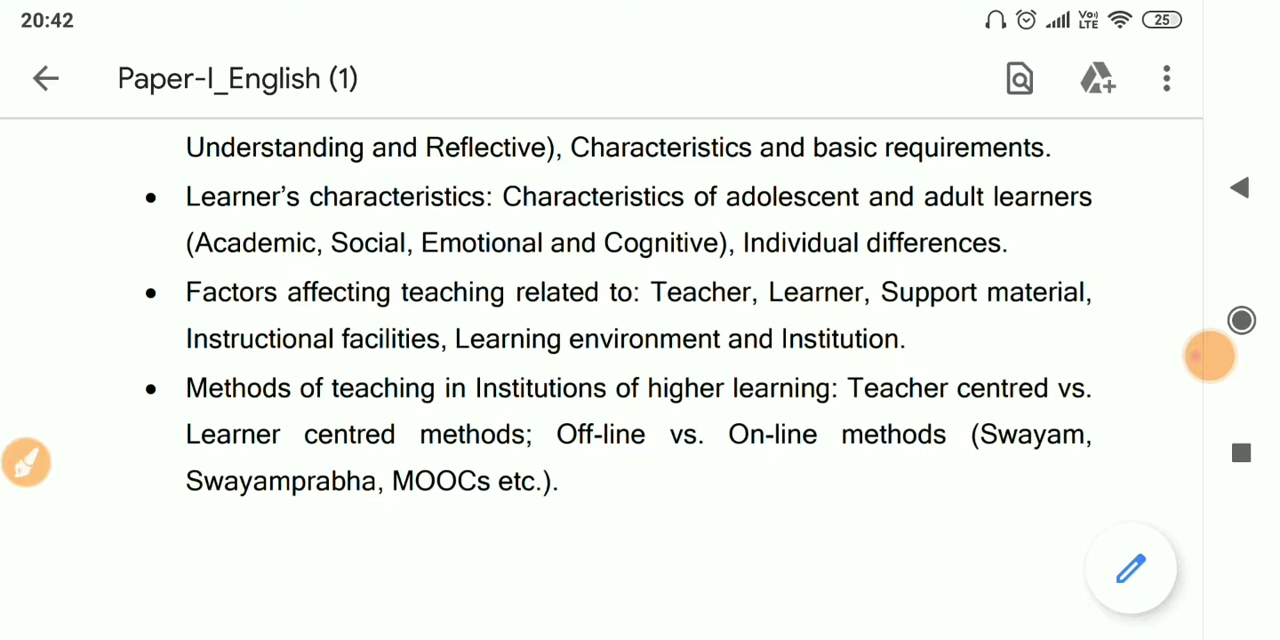 20:42
Vo))
LTE
25
Paper-I_English (1)
Understanding and Reflective), Characteristics and basic requirements.
• Learner’s characteristics: Characteristics of adolescent and adult learners
(Academic, Social, Emotional and Cognitive), Individual differences.
• Factors affecting teaching related to: Teacher, Learner, Support material,
Instructional facilities, Learning environment and Institution.
• Methods of teaching in Institutions of higher learning: Teacher centred vs.
Learner centred methods; Off-line vs. On-line methods (Swayam,
Swayamprabha, MOOCs etc.).